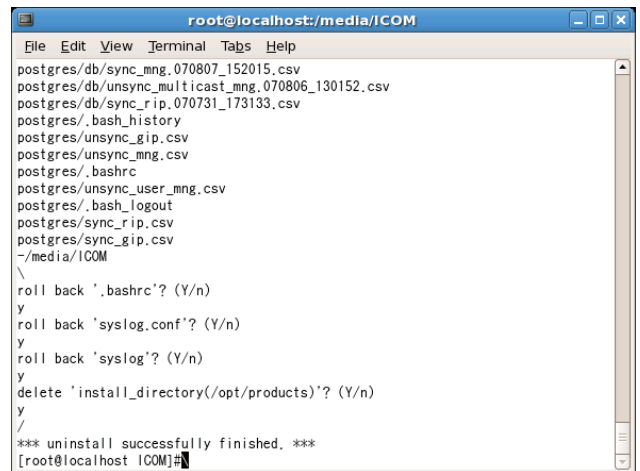 root@localhost:/media/ICOM
File Edit View Terminal Tabs Help
postgres/db/sync_mng.070807_152015.csv
postgres/db/unsync_multicast_mng.070806_130152.csv
postgres/db/sync_rip.070731_173133.csv
postgres/.bash_history
postgres/unsync_gip.csv
postgres/unsync_mng.csv
postgres/.bashrc
postgres/unsync_user_mng.csv
postgres/.bash_logout
postgres/sync_rip.csv
postgres/sync_gip.csv
~/media/ICOM
\
roll back '.bashrc'? (Y/n)
y
roll back 'syslog.conf'? (Y/n)
y
roll back 'syslog'? (Y/n)
y
delete 'install_directory(/opt/products)'? (Y/n)
y
/
*** uninstall successfully finished. ***
[root@localhost ICOM]#\